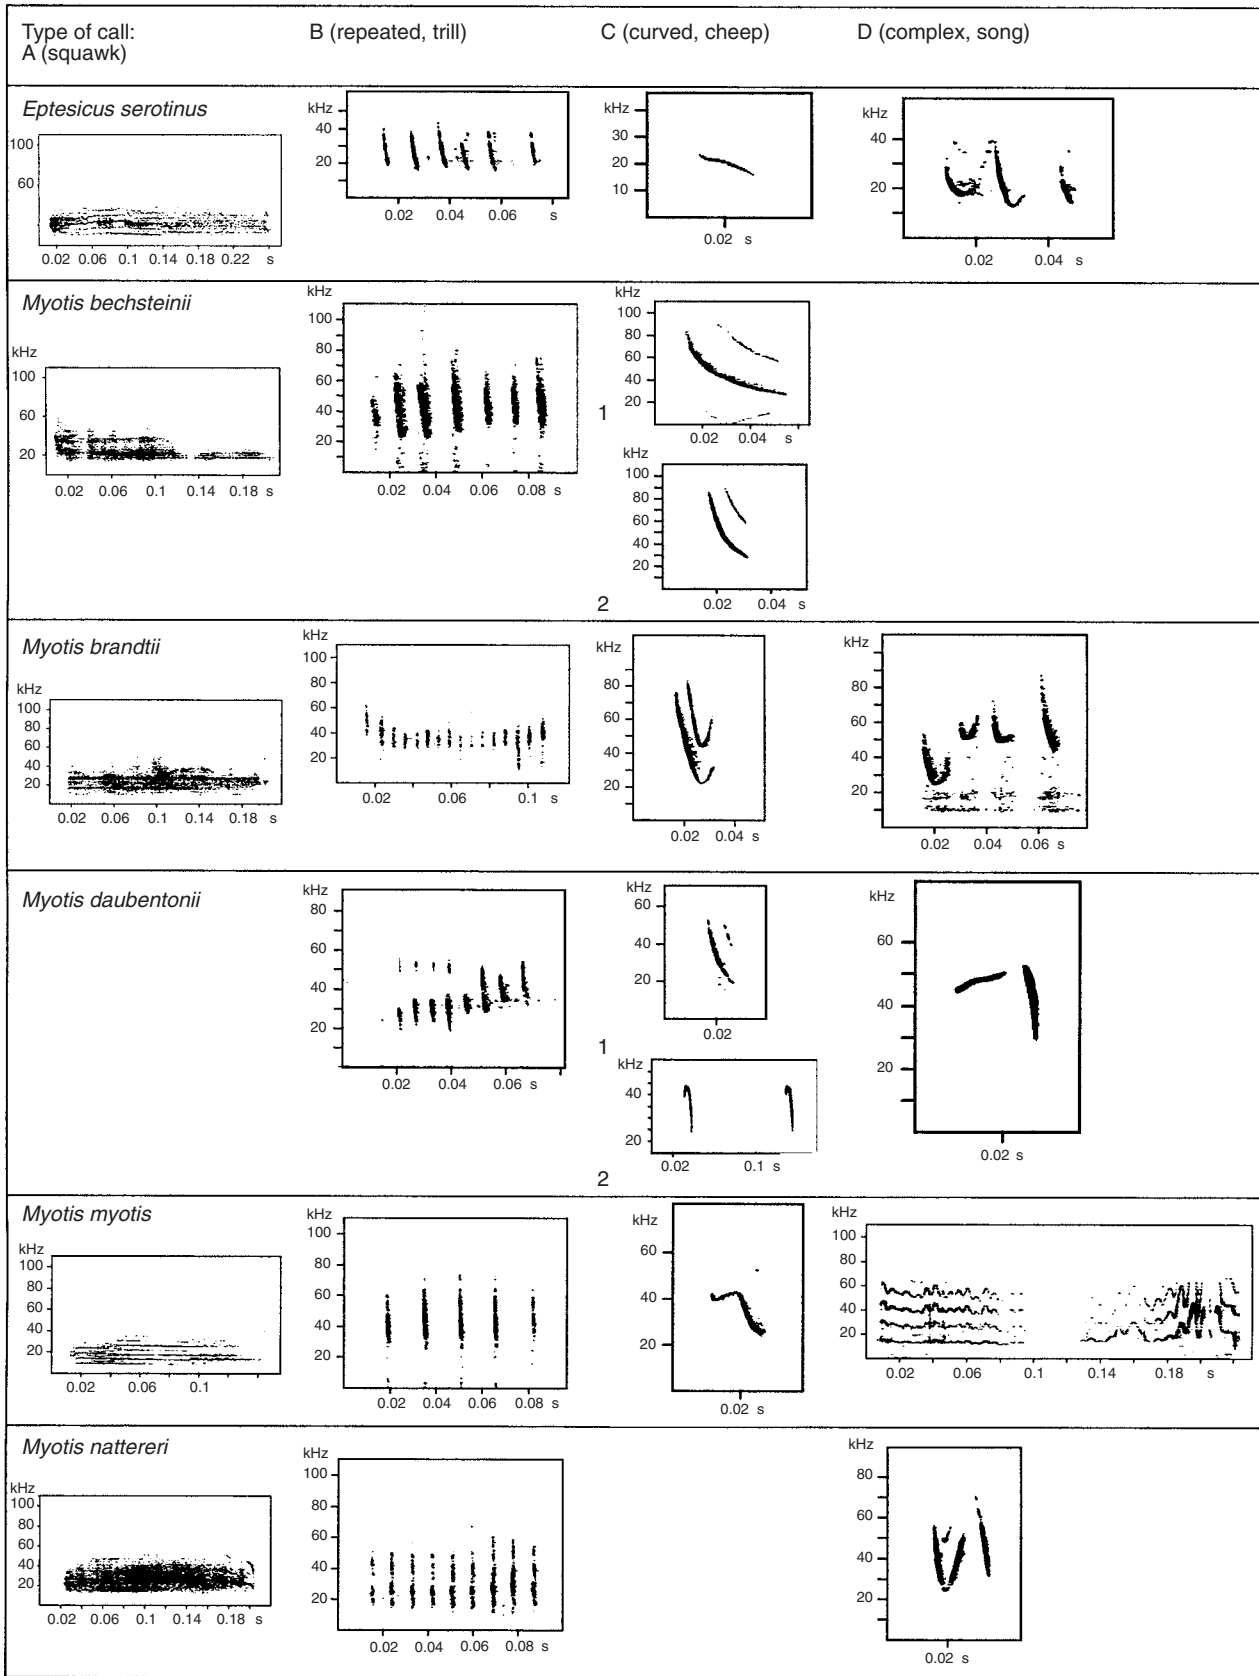 Type of call:
A (squawk)
B (repeated, trill)
C (curved, cheep)
D (complex, song)
Eptesicus serotinus
100
60
0.02 0.06 0.1 0.14 0.18 0.22 s
kHz
40
20
0.02 0.04 0.06 s
kHz
40
30
20
10
0.02 s
kHz
40
20
0.02 0.04 s
Myotis bechsteinii
kHz
100
60
20
0.02 0.06 0.1 0.14 0.18 s
kHz
100
80
60
40
20
0.02 0.04 0.06 0.08 s
kHz
100
80
60
40
20
1
0.02 0.04 s
kHz
100
80
60
40
20
0.02 0.04 s
2
Myotis brandtii
kHz
100
80
60
40
20
0.02 0.06 0.1 0.14 0.18 s
kHz
100
80
60
40
20
0.02 0.06 0.1 s
kHz
80
60
40
20
0.02 0.04 s
kHz
80
60
40
20
0.02 0.04 0.06 s
Myotis daubentonii
kHz
80
60
40
20
0.02 0.04 0.06 s
kHz
60
40
20
0.02
1
kHz
40
20
0.02 0.1 s
2
kHz
60
40
20
0.02 s
Myotis myotis
kHz
100
80
60
40
20
0.02 0.06 0.1
kHz
100
80
60
40
20
0.02 0.04 0.06 0.08 s
kHz
60
40
20
0.02 s
kHz
100
80
60
40
20
0.02 0.06 0.1 0.14 0.18 s
Myotis nattereri
kHz
100
80
60
40
20
0.02 0.06 0.1 0.14 0.18 s
kHz
100
80
60
40
20
0.02 0.04 0.06 0.08 s
kHz
80
60
40
20
0.02 s